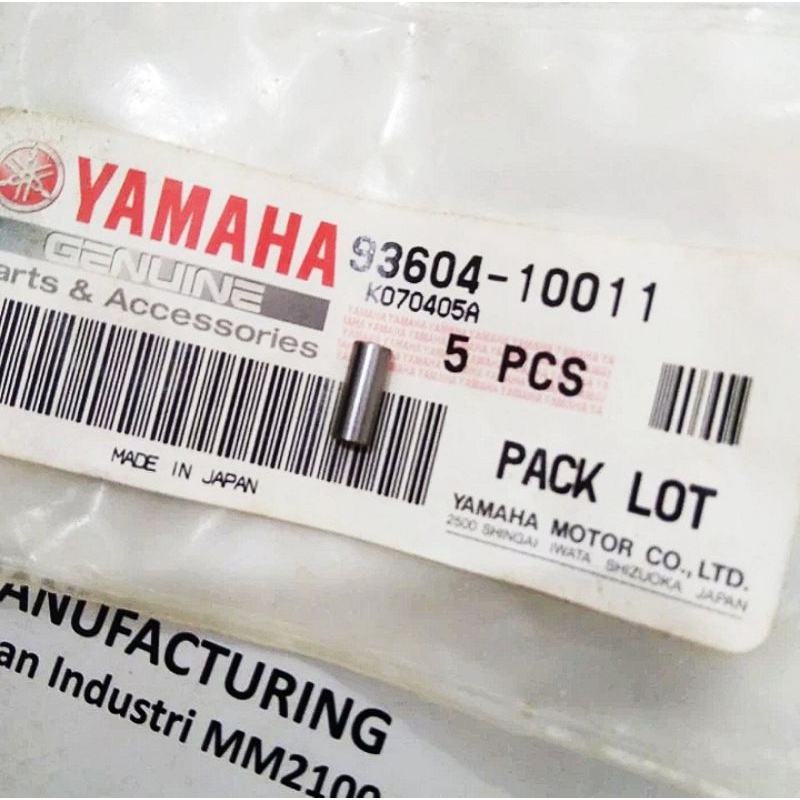 YAMAHA
GENUINE
arts & Accessories
MADE IN JAPAN
93604-10011
K070405A
5 PCS
PACK LOT
YAMAHA MOTOR CO., LTD.
2500 SHINGAI IWATA SHIZUOKA JAPAN
ANUFACTURING
an Industri MM2100